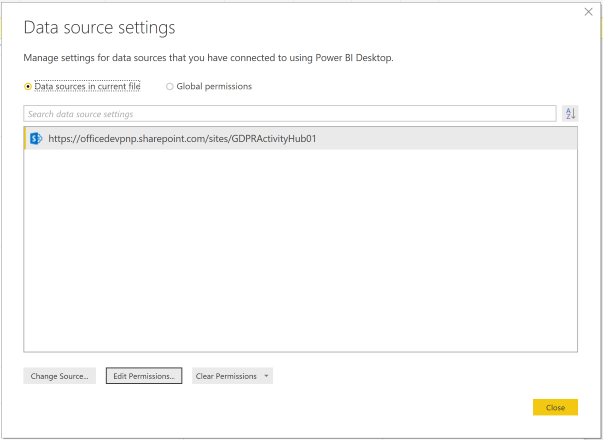 Data source settings
Manage settings for data sources that you have connected to using Power BI Desktop.
Data sources in current file Global permissions
Search data source settings
https://officedevpnp.sharepoint.com/sites/GDPRActivityHub01
Change Source... Edit Permissions... Clear Permissions
Close